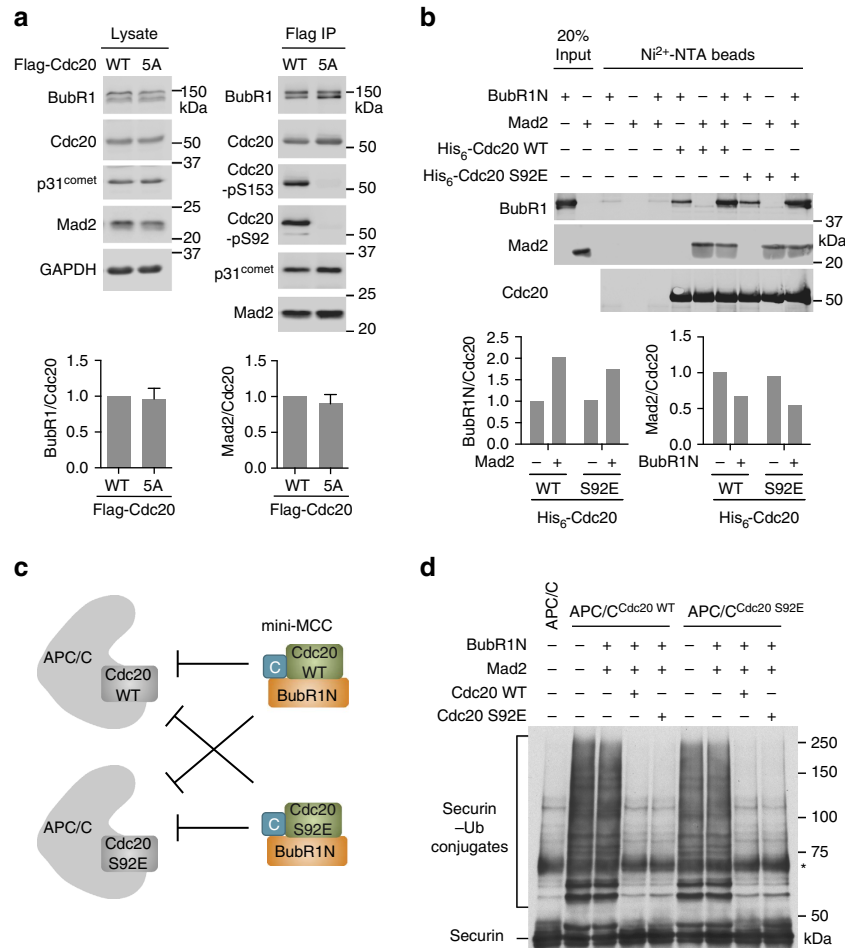 a
Lysate
Flag-Cdc20 WT 5A
BubR1
150
kDa
Cdc20
50
37
p31comet
Mad2
25
20
37
GAPDH
Flag IP
WT 5A
BubR1
150
kDa
Cdc20
50
Cdc20
-pS153
50
Cdc20
-pS92
50
37
p31comet
25
Mad2
20
BubR1/Cdc20
1.5
1.0
0.5
0.0
WT 5A
Flag-Cdc20
Mad2/Cdc20
1.5
1.0
0.5
0.0
WT 5A
Flag-Cdc20
b
20%
Input
Ni2+-NTA beads
BubR1N + – + – + + – + + – +
Mad2 – + – + + – + + – + +
His6-Cdc20 WT – – – – – + + + – – –
His6-Cdc20 S92E – – – – – – – – + + +
BubR1
37
kDa
Mad2
20
Cdc20
50
BubR1N/Cdc20
2.5
2.0
1.5
1.0
0.5
0.0
Mad2 – + – +
WT S92E
His6-Cdc20
Mad2/Cdc20
1.5
1.0
0.5
0.0
BubR1N – + – +
WT S92E
His6-Cdc20
c
mini-MCC
APC/C
Cdc20
WT
C
Cdc20
WT
BubR1N
APC/C
Cdc20
S92E
C
Cdc20
S92E
BubR1N
d
APC/C
APC/CCdc20 WT
APC/CCdc20 S92E
BubR1N – – + + + – + + +
Mad2 – – + + + – + + +
Cdc20 WT – – – + – – – + –
Cdc20 S92E – – – – + – – – +
250
150
100
75
*
50
kDa
Securin
–Ub
conjugates
Securin